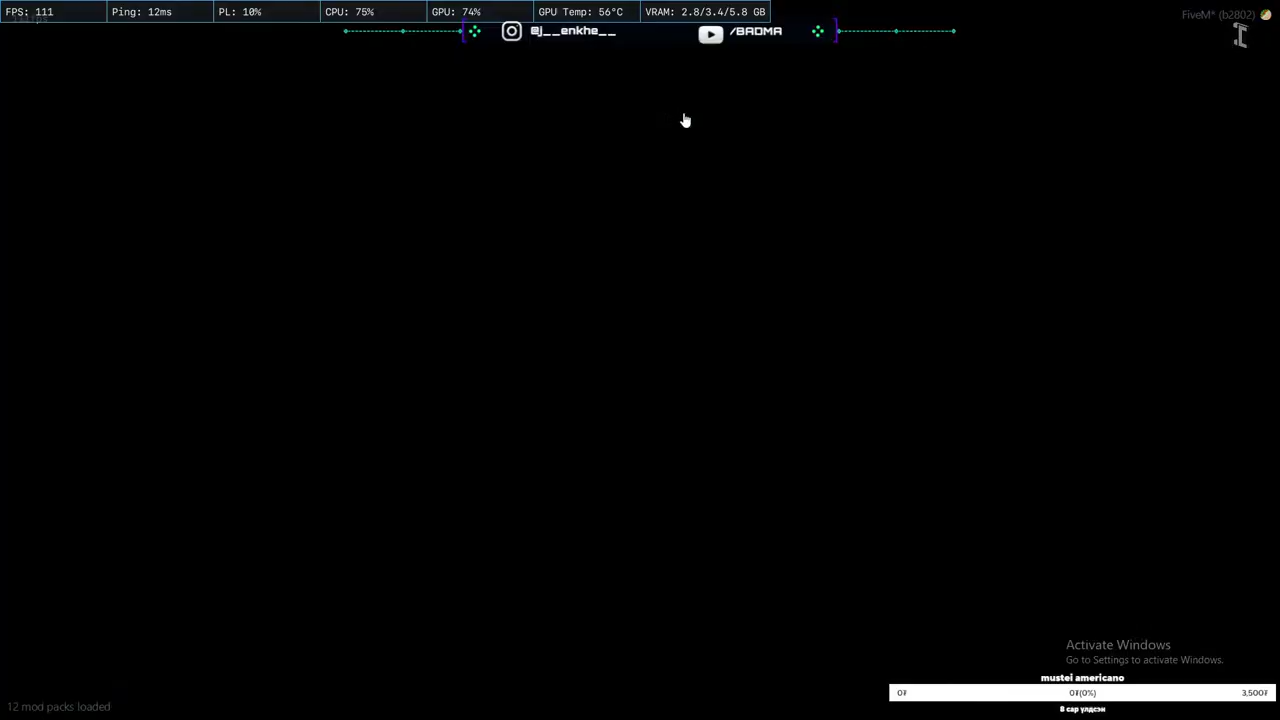 FPS: 111 Ping: 12ms PL: 10% CPU: 75% GPU: 74% GPU Temp: 56°C VRAM: 2.8/3.4/5.8 GB
FiveM* (b2802)
@j__enkhe__ /BADMA
Activate Windows
Go to Settings to activate Windows.
mustei americano
0₮ 0₮(0%) 3,500₮
8 сар үлдсэн
12 mod packs loaded